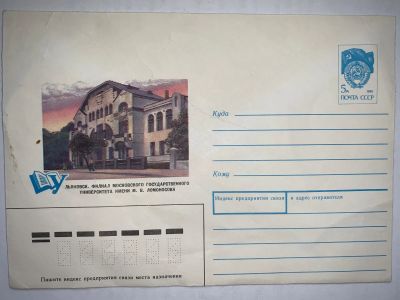 5к
ПОЧТА СССР
Куда
Кому
Индекс предприятия связи и адрес отправителя
УЛЬЯНОВСК. ФИЛИАЛ МОСКОВСКОГО ГОСУДАРСТВЕННОГО
УНИВЕРСИТЕТА ИМЕНИ М. В. ЛОМОНОСОВА
Пишите индекс предприятия связи места назначения